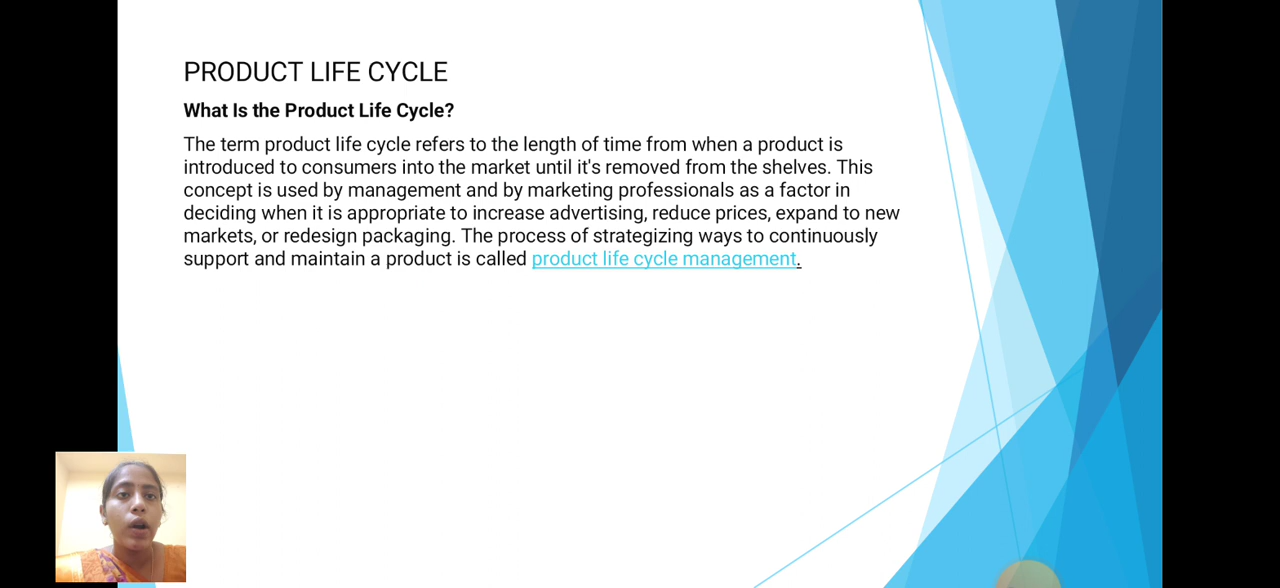 PRODUCT LIFE CYCLE
What Is the Product Life Cycle?
The term product life cycle refers to the length of time from when a product is
introduced to consumers into the market until it's removed from the shelves. This
concept is used by management and by marketing professionals as a factor in
deciding when it is appropriate to increase advertising, reduce prices, expand to new
markets, or redesign packaging. The process of strategizing ways to continuously
support and maintain a product is called product life cycle management.